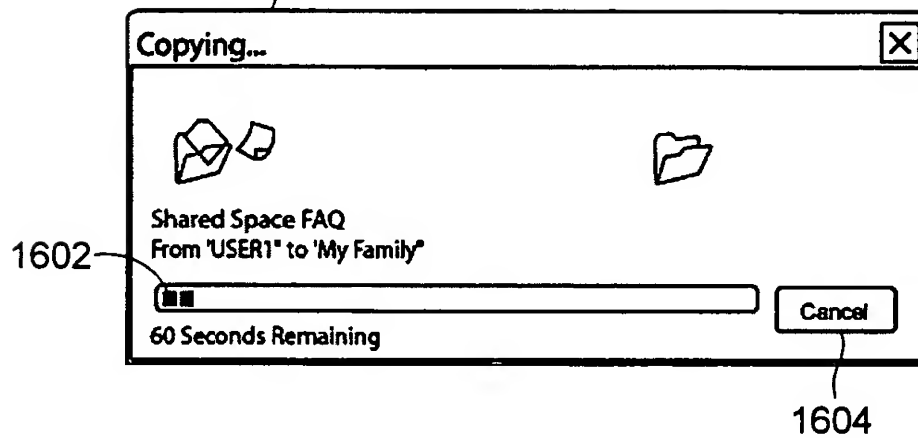 Copying...
Shared Space FAQ
From 'USER1" to 'My Family"
1602
Cancel
60 Seconds Remaining
1604